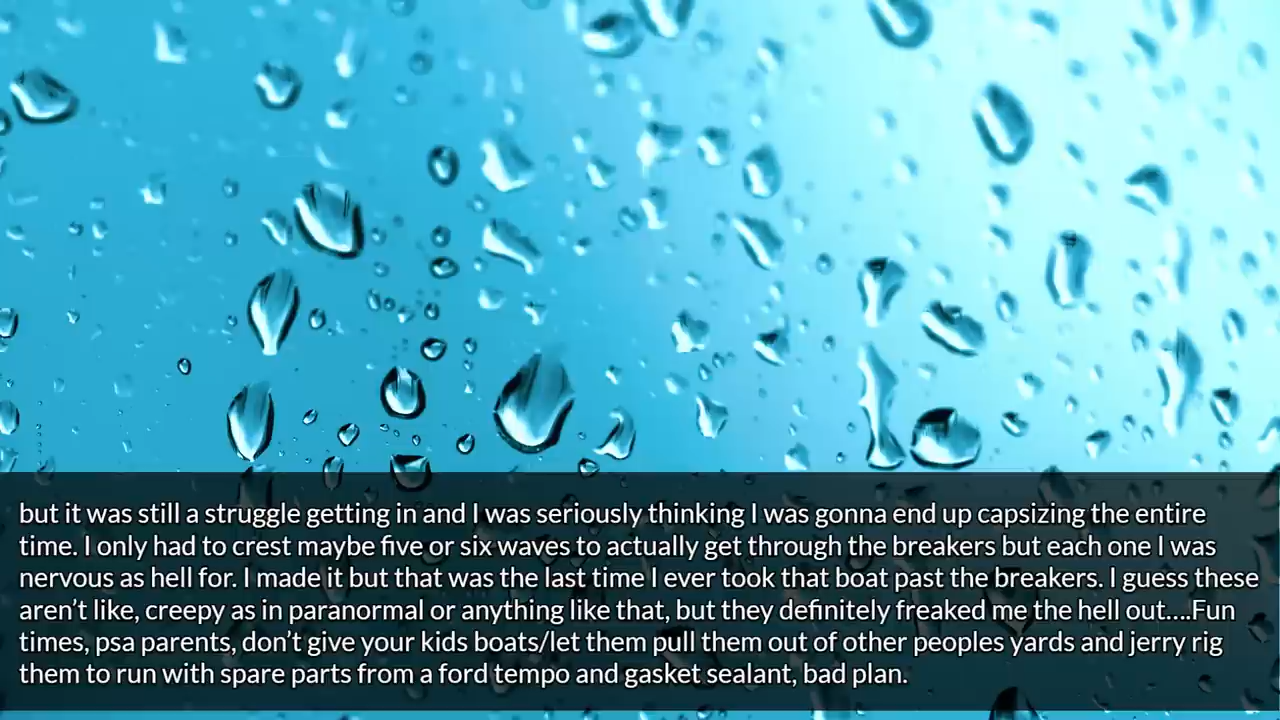 but it was still a struggle getting in and I was seriously thinking I was gonna end up capsizing the entire
time. I only had to crest maybe five or six waves to actually get through the breakers but each one I was
nervous as hell for. I made it but that was the last time I ever took that boat past the breakers. I guess these
aren’t like, creepy as in paranormal or anything like that, but they definitely freaked me the hell out....Fun
times, psa parents, don’t give your kids boats/let them pull them out of other peoples yards and jerry rig
them to run with spare parts from a ford tempo and gasket sealant, bad plan.